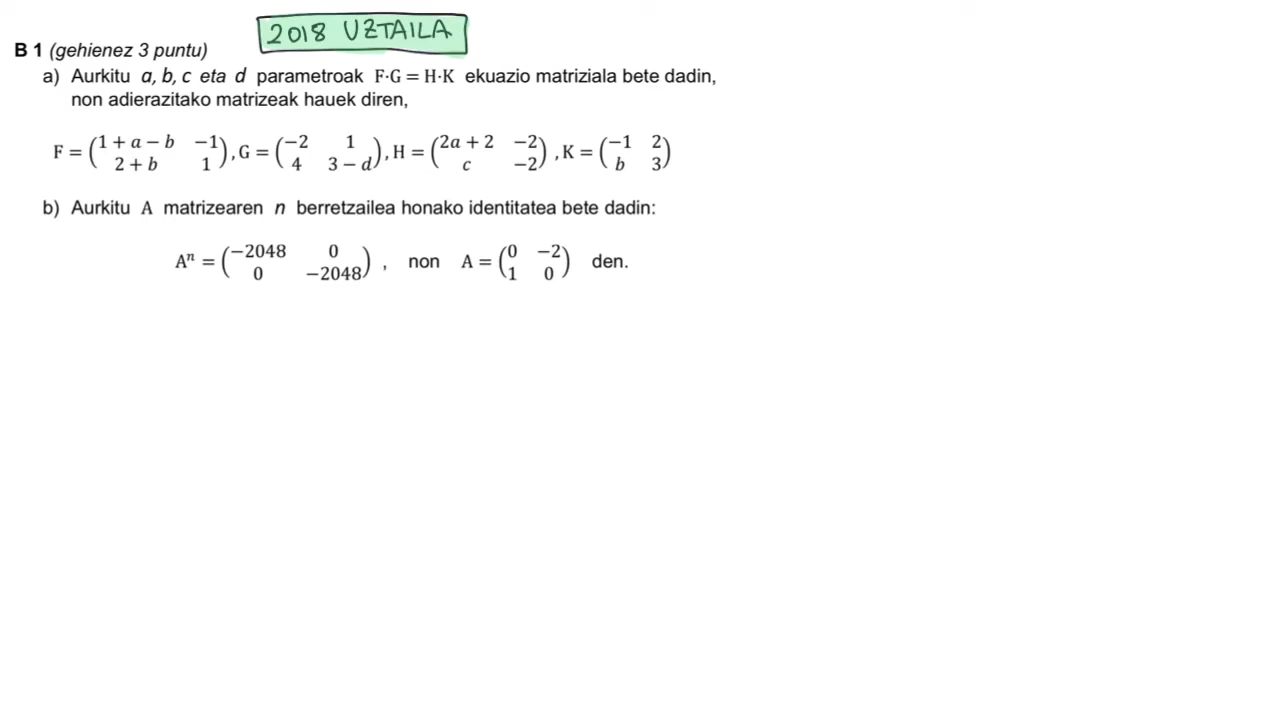 2018 UZTAILA
B 1 (gehienez 3 puntu)
a) Aurkitu a, b, c eta d parametroak F·G = H·K ekuazio matriziala bete dadin,
non adierazitako matrizeak hauek diren,
F = (1 + a − b −1
2 + b 1), G = (−2 1
4 3 − d), H = (2a + 2 −2
c −2), K = (−1 2
b 3)
b) Aurkitu A matrizearen n berretzailea honako identitatea bete dadin:
Aⁿ = (−2048 0
0 −2048), non A = (0 −2
1 0) den.